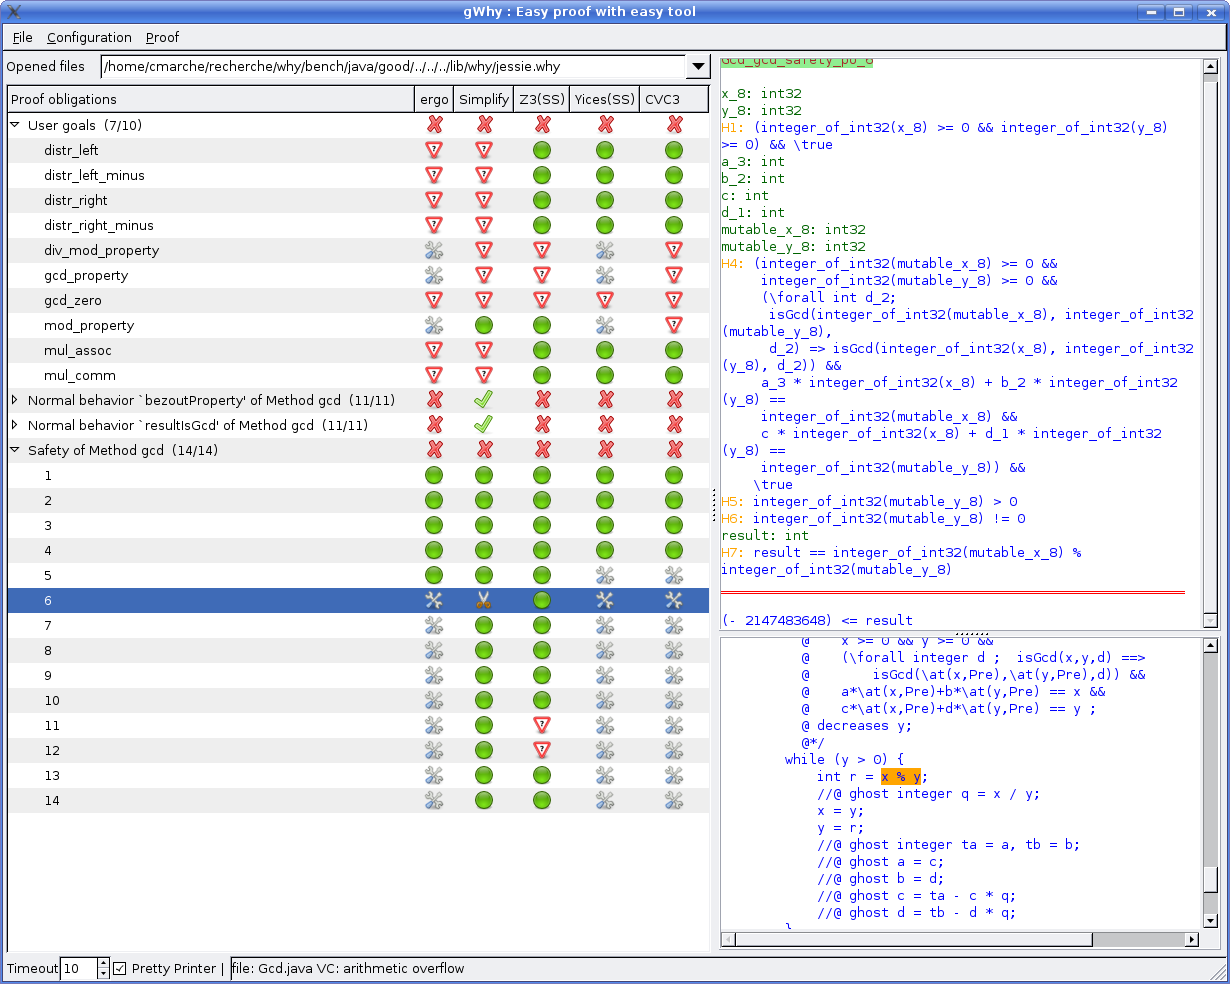 gWhy : Easy proof with easy tool
File Configuration Proof
Opened files /home/cmarche/recherche/why/bench/java/good/../../../lib/why/jessie.why
Proof obligations ergo Simplify Z3(SS) Yices(SS) CVC3
User goals (7/10)
distr_left
distr_left_minus
distr_right
distr_right_minus
div_mod_property
gcd_property
gcd_zero
mod_property
mul_assoc
mul_comm
Normal behavior `bezoutProperty' of Method gcd (11/11)
Normal behavior `resultIsGcd' of Method gcd (11/11)
Safety of Method gcd (14/14)
1
2
3
4
5
6
7
8
9
10
11
12
13
14
Gcd_gcd_safety_po_6
x_8: int32
y_8: int32
H1: (integer_of_int32(x_8) >= 0 && integer_of_int32(y_8)
>= 0) && \true
a_3: int
b_2: int
c: int
d_1: int
mutable_x_8: int32
mutable_y_8: int32
H4: (integer_of_int32(mutable_x_8) >= 0 &&
integer_of_int32(mutable_y_8) >= 0 &&
(\forall int d_2;
isGcd(integer_of_int32(mutable_x_8), integer_of_int32
(mutable_y_8),
d_2) => isGcd(integer_of_int32(x_8), integer_of_int32
(y_8), d_2)) &&
a_3 * integer_of_int32(x_8) + b_2 * integer_of_int32
(y_8) ==
integer_of_int32(mutable_x_8) &&
c * integer_of_int32(x_8) + d_1 * integer_of_int32
(y_8) ==
integer_of_int32(mutable_y_8)) &&
\true
H5: integer_of_int32(mutable_y_8) > 0
H6: integer_of_int32(mutable_y_8) != 0
result: int
H7: result == integer_of_int32(mutable_x_8) %
integer_of_int32(mutable_y_8)
(- 2147483648) <= result
@ x >= 0 && y >= 0 &&
@ (\forall integer d ; isGcd(x,y,d) ==>
@ isGcd(\at(x,Pre),\at(y,Pre),d)) &&
@ a*\at(x,Pre)+b*\at(y,Pre) == x &&
@ c*\at(x,Pre)+d*\at(y,Pre) == y ;
@ decreases y;
@*/
while (y > 0) {
int r = x % y;
//@ ghost integer q = x / y;
x = y;
y = r;
//@ ghost integer ta = a, tb = b;
//@ ghost a = c;
//@ ghost b = d;
//@ ghost c = ta - c * q;
//@ ghost d = tb - d * q;
}
Timeout 10 Pretty Printer | file: Gcd.java VC: arithmetic overflow